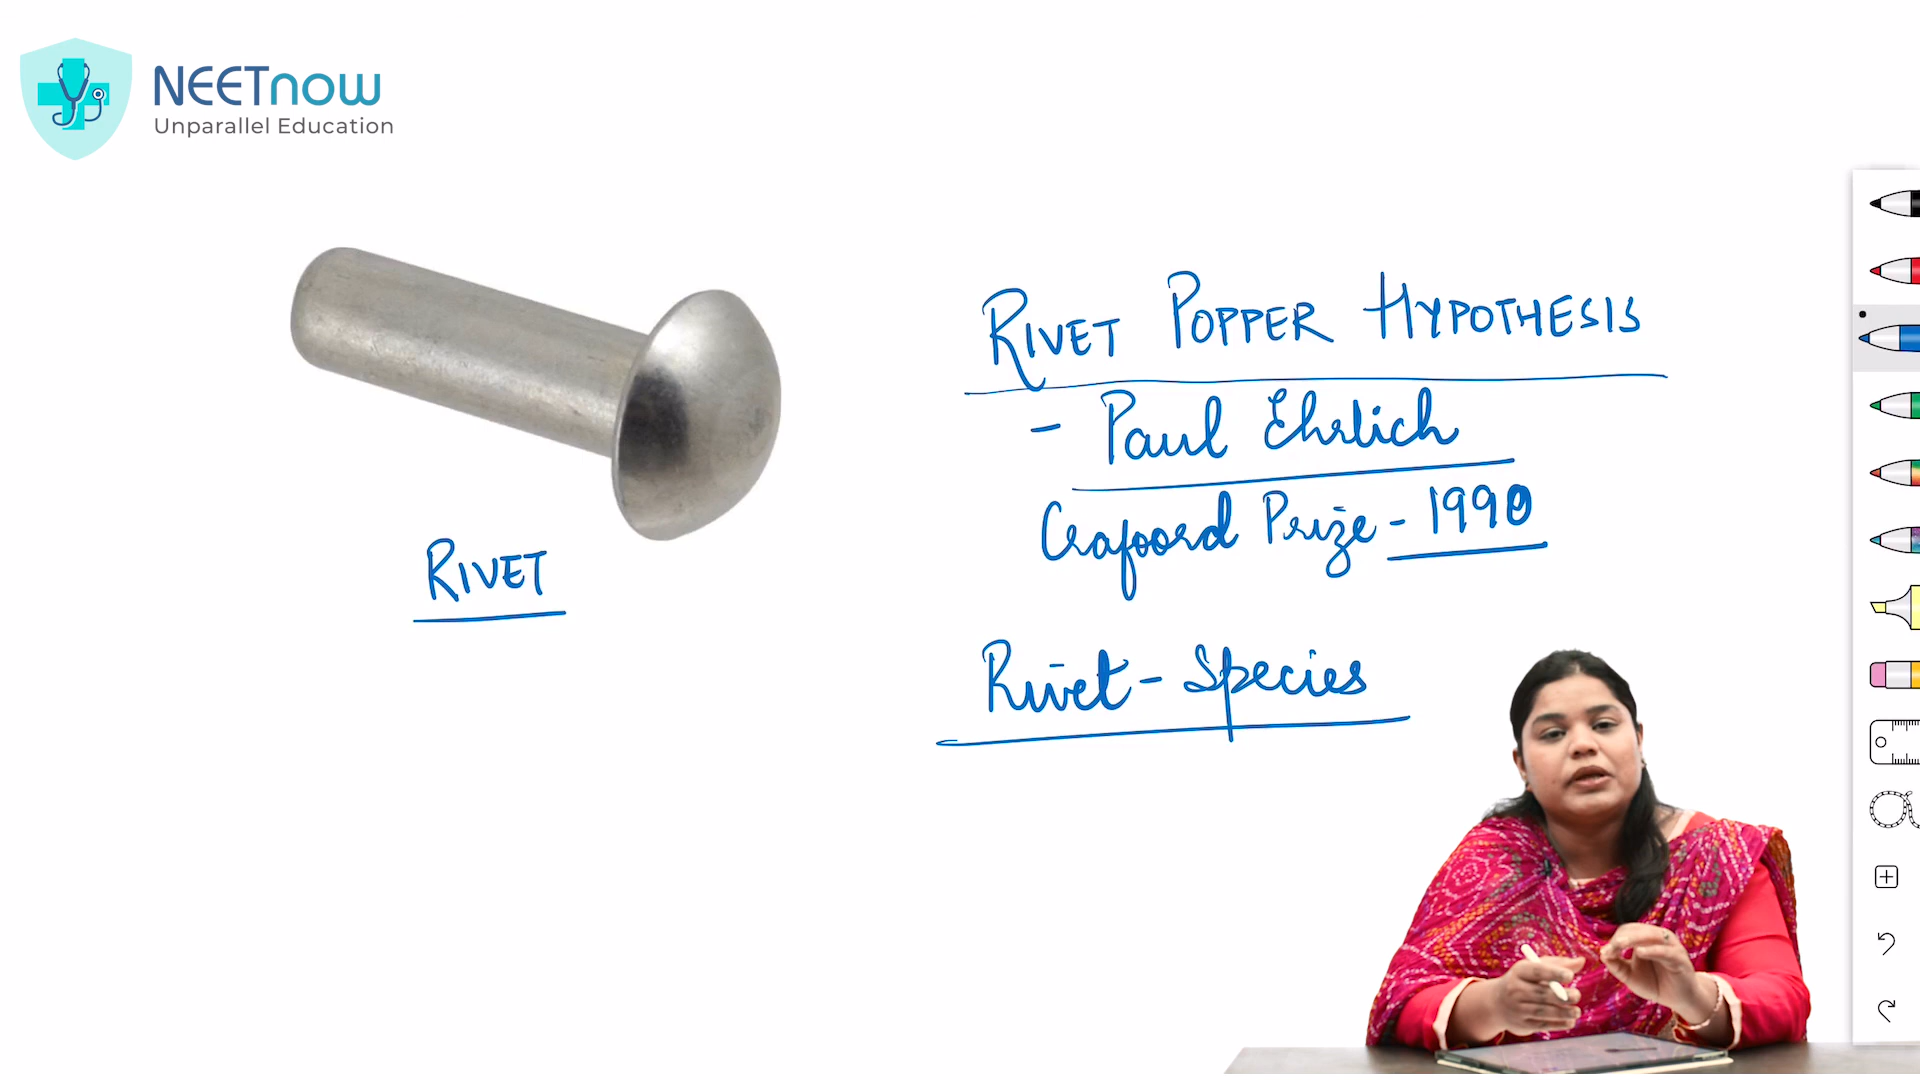 NEETnow
Unparallel Education
RIVET POPPER HYPOTHESIS
- Paul Ehrlich
Crafoord Prize - 1990
RIVET
Rivet - Species